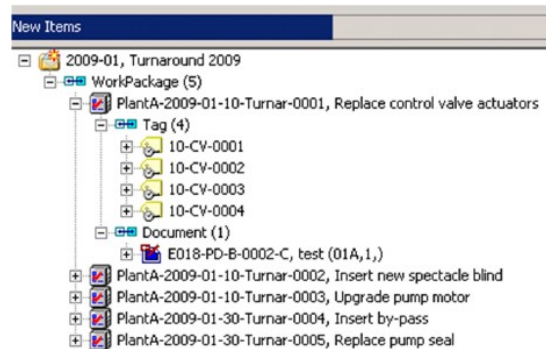 New Items
2009-01, Turnaround 2009
WorkPackage (5)
PlantA-2009-01-10-Turnar-0001, Replace control valve actuators
Tag (4)
10-CV-0001
10-CV-0002
10-CV-0003
10-CV-0004
Document (1)
E018-PD-B-0002-C, test (01A,1,)
PlantA-2009-01-10-Turnar-0002, Insert new spectacle blind
PlantA-2009-01-10-Turnar-0003, Upgrade pump motor
PlantA-2009-01-30-Turnar-0004, Insert by-pass
PlantA-2009-01-30-Turnar-0005, Replace pump seal